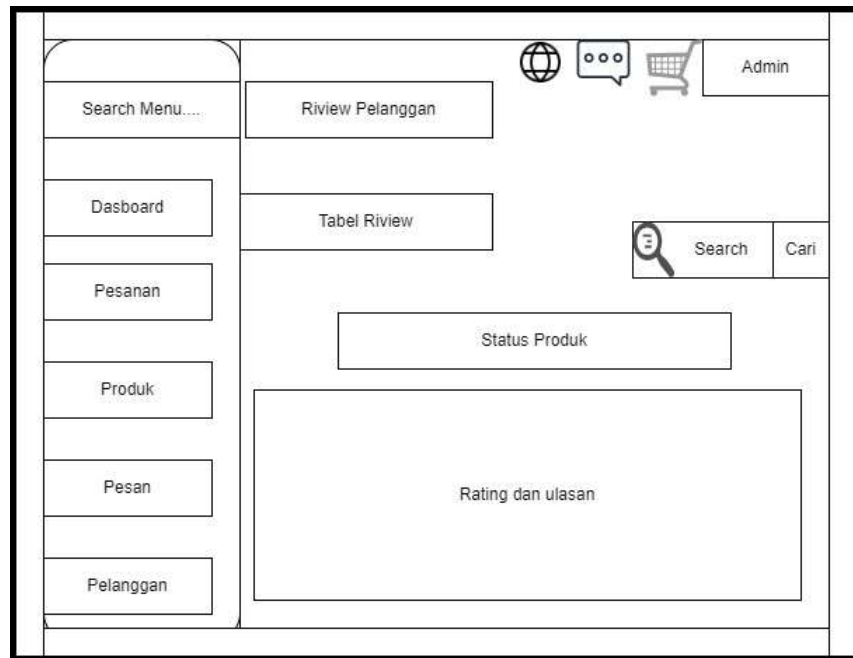 Admin
Search Menu....
Riview Pelanggan
Dasboard
Tabel Riview
Search
Cari
Pesanan
Status Produk
Produk
Pesan
Rating dan ulasan
Pelanggan